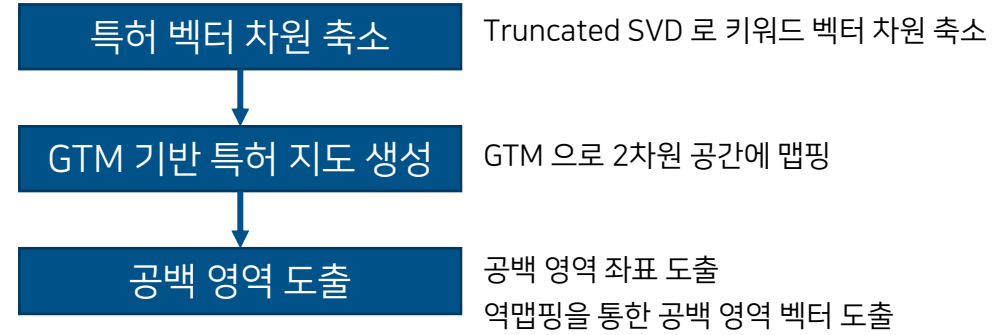 특허 벡터 차원 축소
Truncated SVD 로 키워드 벡터 차원 축소
GTM 기반 특허 지도 생성
GTM 으로 2차원 공간에 맵핑
공백 영역 도출
공백 영역 좌표 도출
역맵핑을 통한 공백 영역 벡터 도출